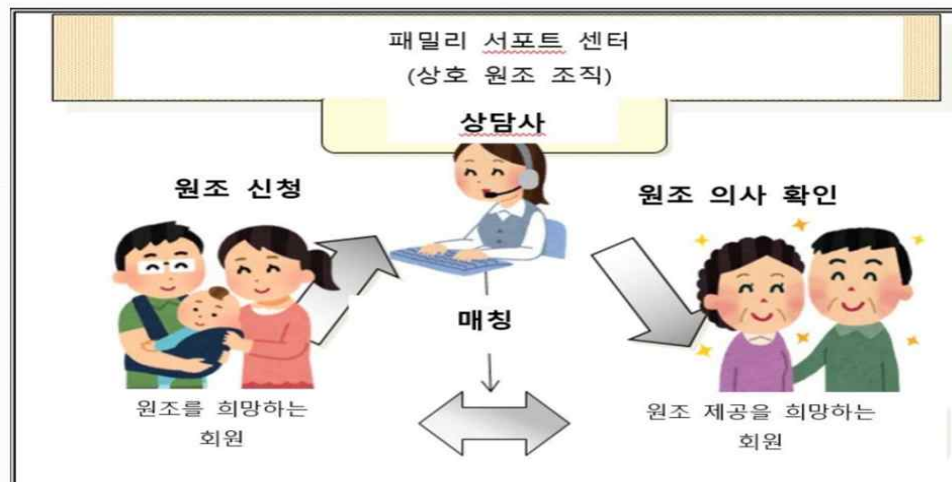 패밀리 서포트 센터
(상호 원조 조직)
상담사
원조 신청
원조 의사 확인
매칭
원조를 희망하는
회원
원조 제공을 희망하는
회원